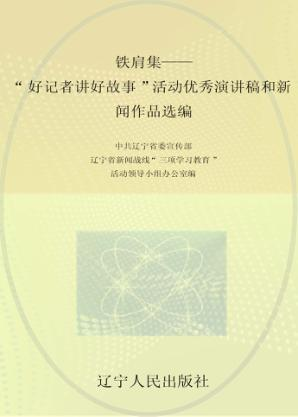 铁肩集——
“好记者讲好故事”活动优秀演讲稿和新
闻作品选编
中共辽宁省委宣传部
辽宁省新闻战线“三项学习教育”
活动领导小组办公室编
辽宁人民出版社